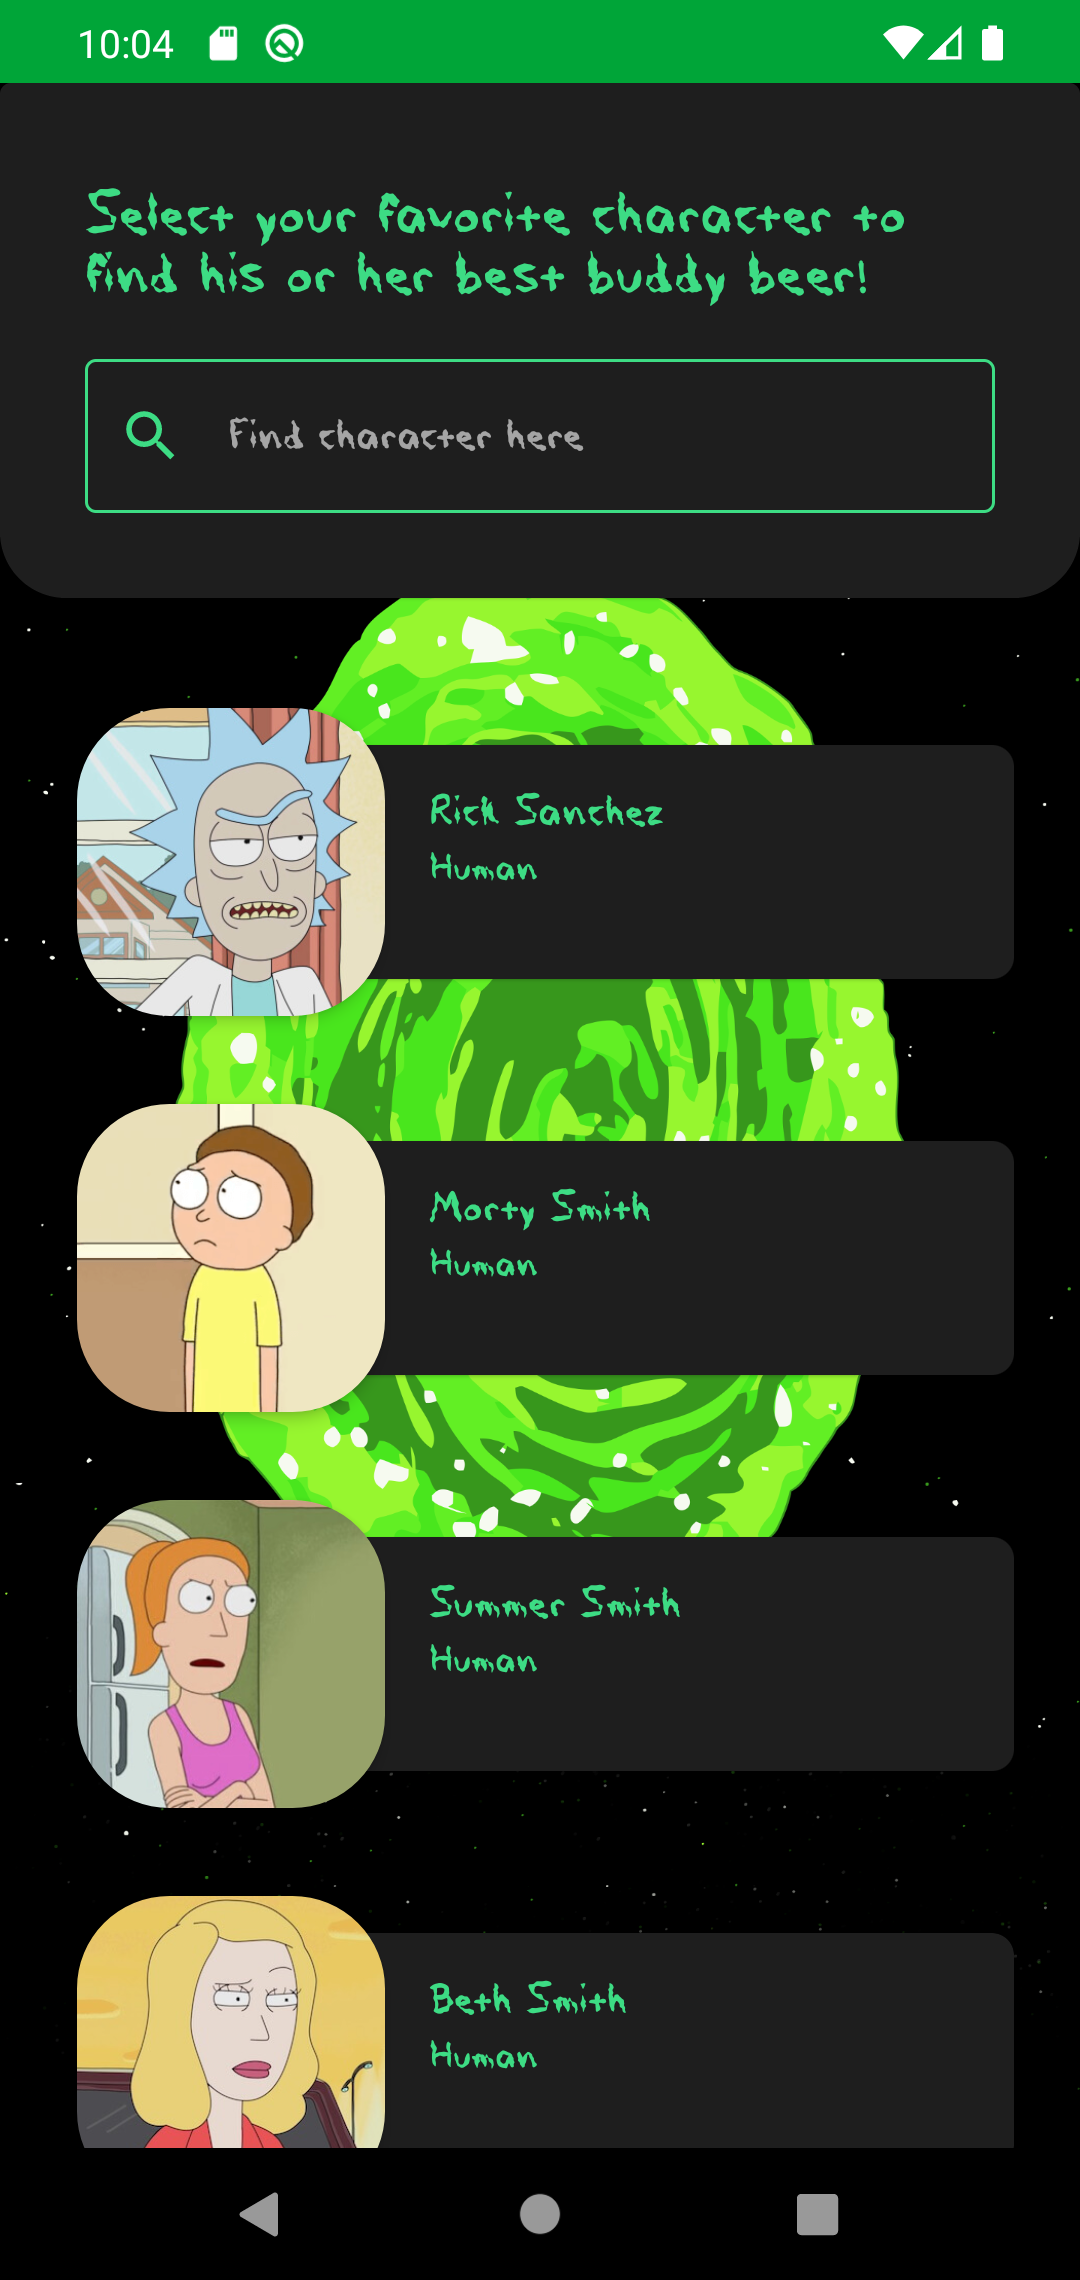 10:04
Select your favorite character to
find his or her best buddy beer!
Find character here
Rick Sanchez
Human
Morty Smith
Human
Summer Smith
Human
Beth Smith
Human